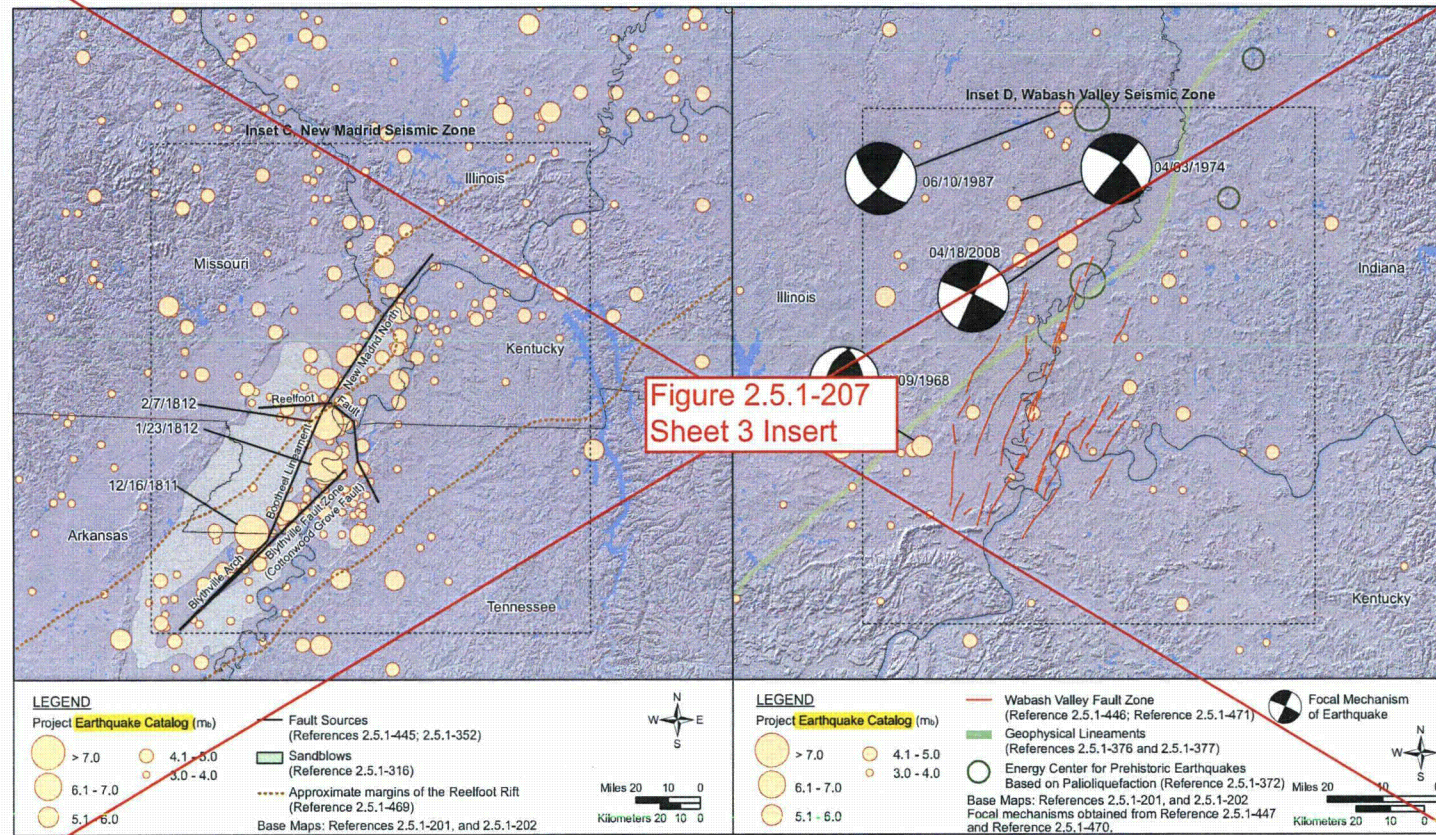 Inset C, New Madrid Seismic Zone
Illinois
Missouri
New Madrid North
Kentucky
Reelfoot
Fault
2/7/1812
1/23/1812
Bootheel Lineament
12/16/1811
Blytheville Fault Zone
(Cottonwood Grove Fault)
Arkansas
Blytheville Arch
Tennessee
Inset D, Wabash Valley Seismic Zone
06/10/1987
04/03/1974
04/18/2008
Indiana
Illinois
09/1968
Kentucky
Figure 2.5.1-207
Sheet 3 Insert
LEGEND
Project Earthquake Catalog (mb)
> 7.0
6.1 - 7.0
5.1 - 6.0
4.1 - 5.0
3.0 - 4.0
Fault Sources
(References 2.5.1-445; 2.5.1-352)
Sandblows
(Reference 2.5.1-316)
Approximate margins of the Reelfoot Rift
(Reference 2.5.1-469)
Base Maps: References 2.5.1-201, and 2.5.1-202
N
W E
S
Miles 20 10 0
Kilometers 20 10 0
LEGEND
Project Earthquake Catalog (mb)
> 7.0
6.1 - 7.0
5.1 - 6.0
4.1 - 5.0
3.0 - 4.0
Wabash Valley Fault Zone
(Reference 2.5.1-446; Reference 2.5.1-471)
Geophysical Lineaments
(References 2.5.1-376 and 2.5.1-377)
Energy Center for Prehistoric Earthquakes
Based on Palioliquefaction (Reference 2.5.1-372)
Base Maps: References 2.5.1-201, and 2.5.1-202
Focal mechanisms obtained from Reference 2.5.1-447
and Reference 2.5.1-470.
Focal Mechanism
of Earthquake
N
W
S
Miles 20 10 0
Kilometers 20 10 0